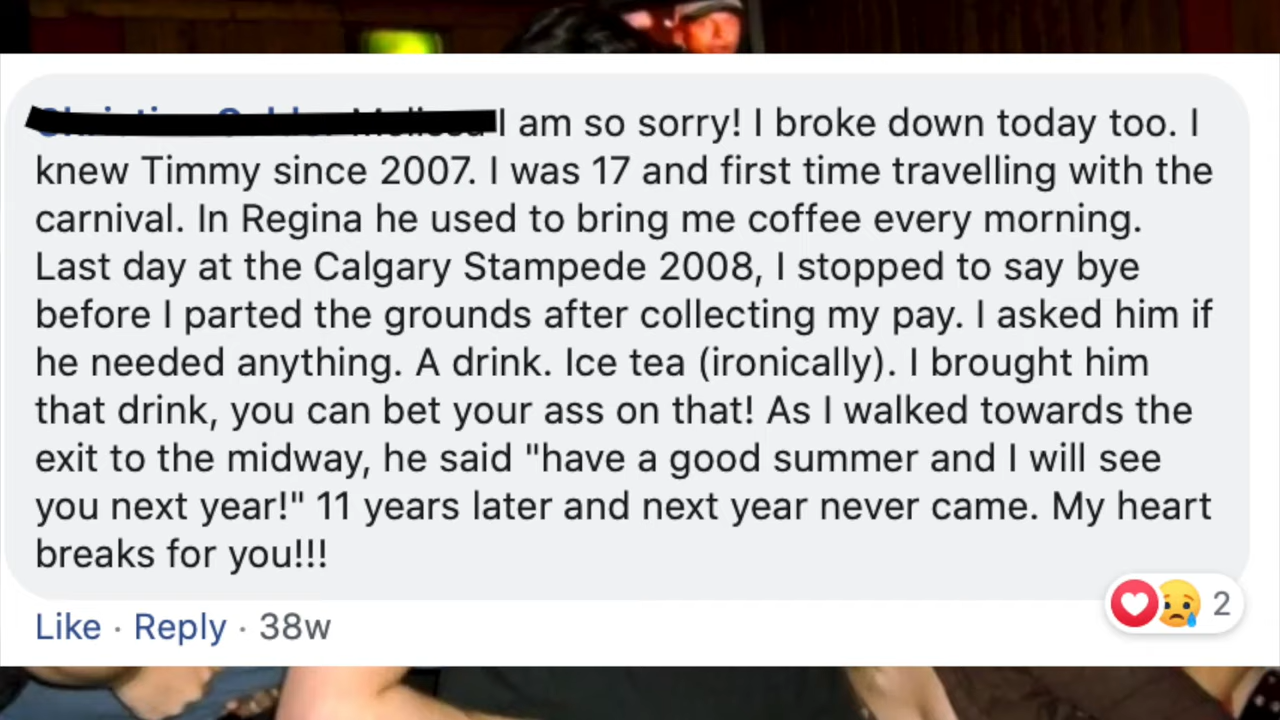 I am so sorry! I broke down today too. I
knew Timmy since 2007. I was 17 and first time travelling with the
carnival. In Regina he used to bring me coffee every morning.
Last day at the Calgary Stampede 2008, I stopped to say bye
before I parted the grounds after collecting my pay. I asked him if
he needed anything. A drink. Ice tea (ironically). I brought him
that drink, you can bet your ass on that! As I walked towards the
exit to the midway, he said "have a good summer and I will see
you next year!" 11 years later and next year never came. My heart
breaks for you!!!
Like · Reply · 38w
2